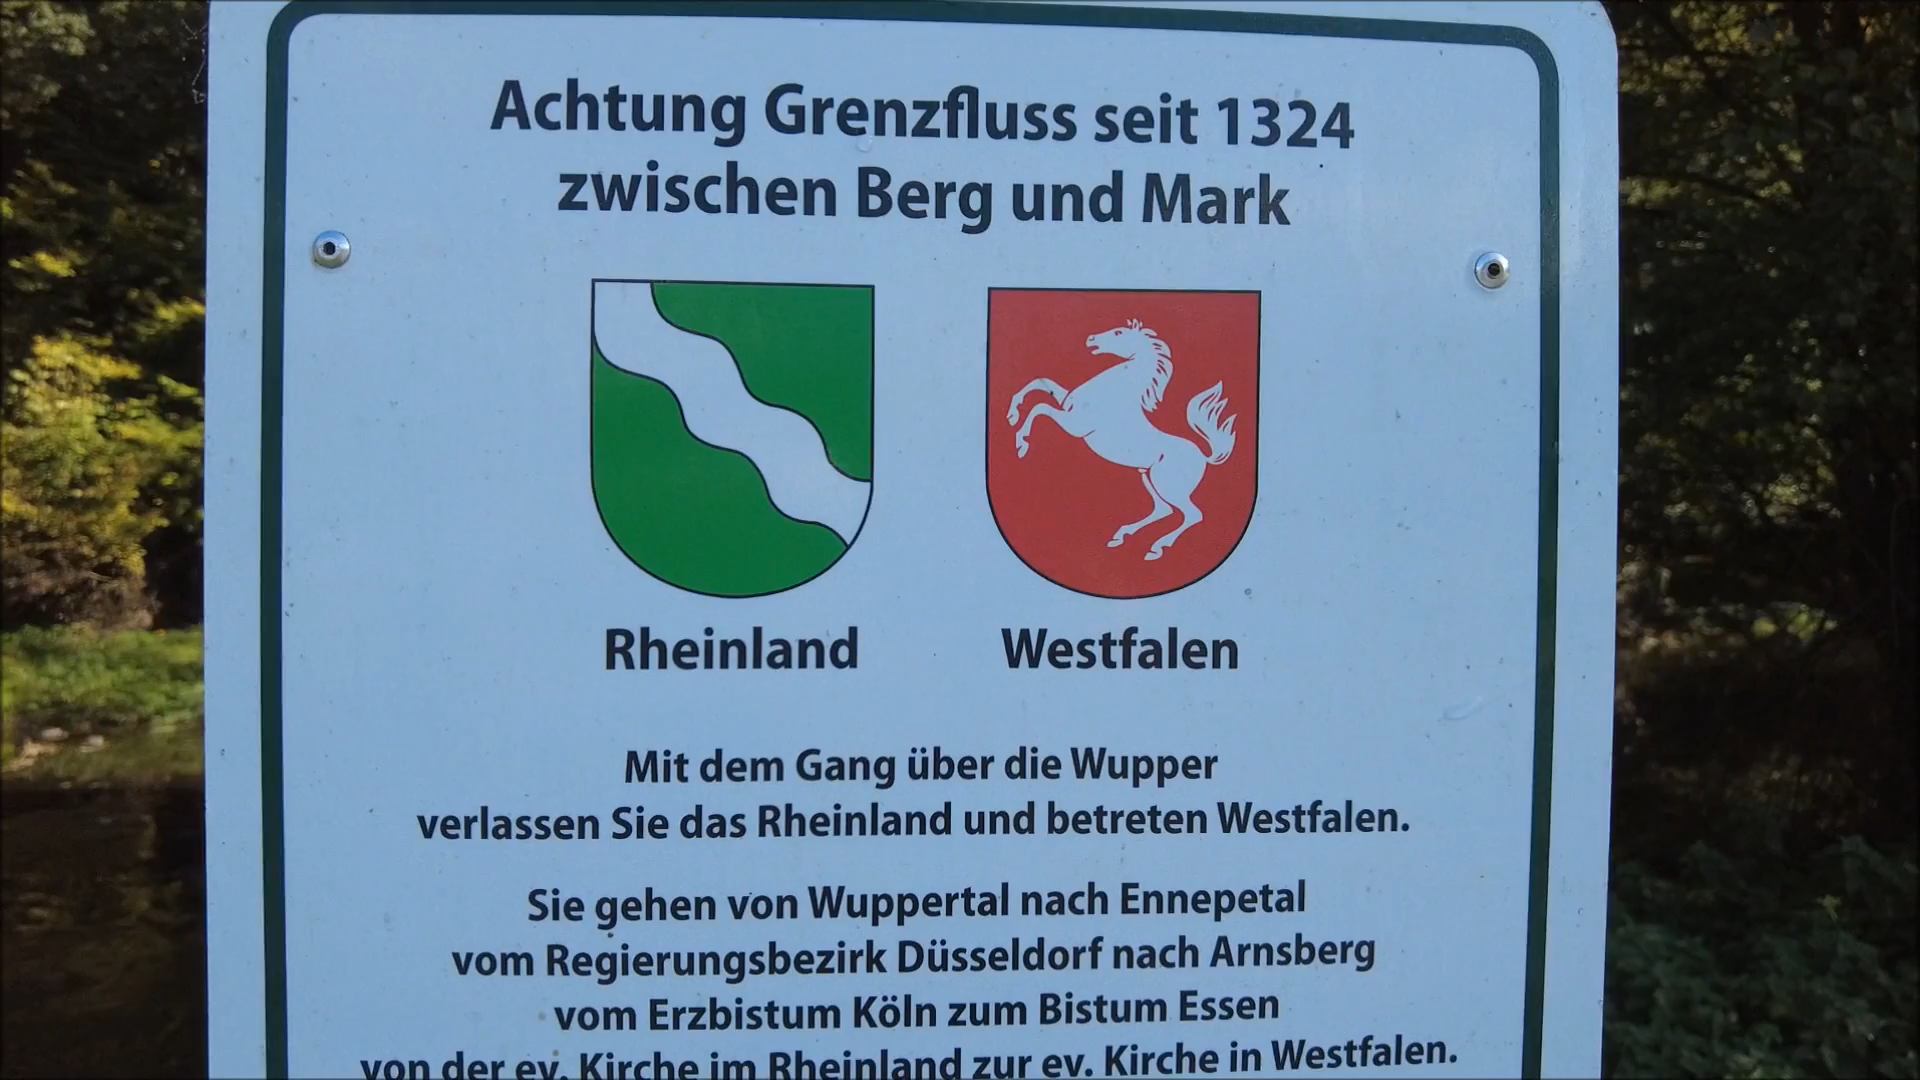 Achtung Grenzfluss seit 1324
zwischen Berg und Mark
Rheinland
Westfalen
Mit dem Gang über die Wupper
verlassen Sie das Rheinland und betreten Westfalen.
Sie gehen von Wuppertal nach Ennepetal
vom Regierungsbezirk Düsseldorf nach Arnsberg
vom Erzbistum Köln zum Bistum Essen
von der ev. Kirche im Rheinland zur ev. Kirche in Westfalen.